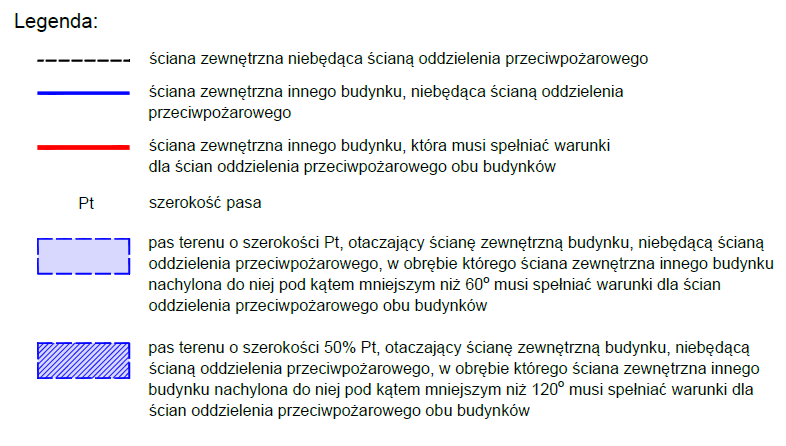 Legenda:
ściana zewnętrzna niebędąca ścianą oddzielenia przeciwpożarowego
ściana zewnętrzna innego budynku, niebędąca ścianą oddzielenia
przeciwpożarowego
ściana zewnętrzna innego budynku, która musi spełniać warunki
dla ścian oddzielenia przeciwpożarowego obu budynków
Pt szerokość pasa
pas terenu o szerokości Pt, otaczający ścianę zewnętrzną budynku, niebędącą ścianą
oddzielenia przeciwpożarowego, w obrębie którego ściana zewnętrzna innego budynku
nachylona do niej pod kątem mniejszym niż 60° musi spełniać warunki dla ścian
oddzielenia przeciwpożarowego obu budynków
pas terenu o szerokości 50% Pt, otaczający ścianę zewnętrzną budynku, niebędącą
ścianą oddzielenia przeciwpożarowego, w obrębie którego ściana zewnętrzna innego
budynku nachylona do niej pod kątem mniejszym niż 120° musi spełniać warunki dla
ścian oddzielenia przeciwpożarowego obu budynków